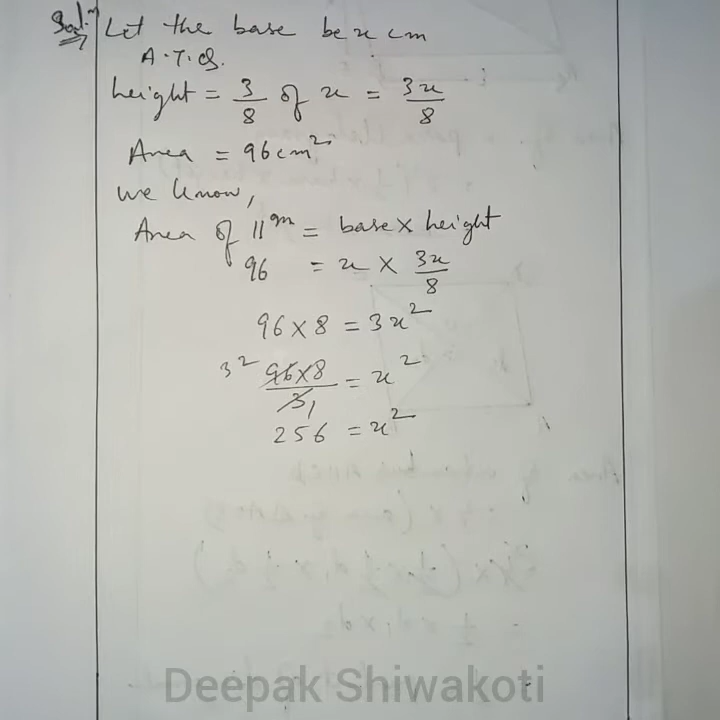 Sol.ⁿ Let the base be x cm
A.T.Q.
height = 3/8 of x = 3x/8
Area = 96 cm²
we know,
Area of 11ᵍᵐ = base × height
96 = x × 3x/8
96 × 8 = 3x²
32 96×8/3 1 = x²
256 = x²
Deepak Shiwakoti